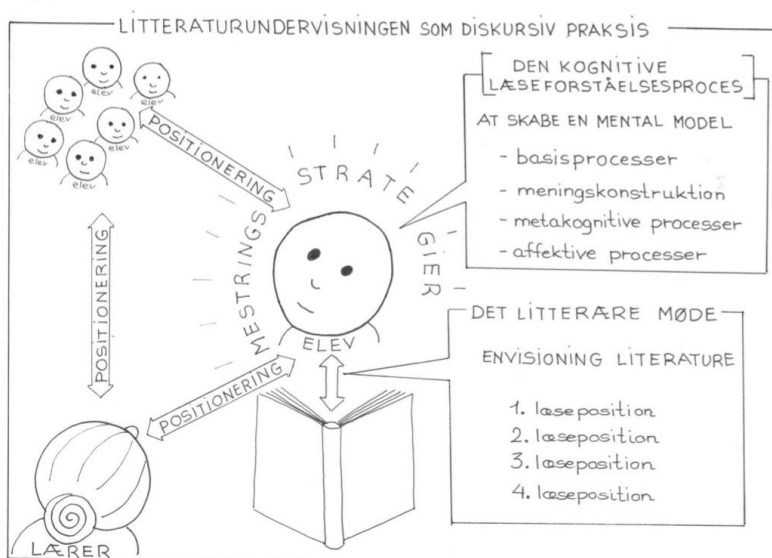 LITTERATURUNDERVISNINGEN SOM DISKURSIV PRAKSIS
elev
elev
elev
elev
elev
elev
POSITIONERING
POSITIONERING
POSITIONERING
MESTRINGS STRATE GIER
ELEV
LÆRER
DEN KOGNITIVE
LÆSEFORSTÅELSESPROCES
AT SKABE EN MENTAL MODEL
- basisprocesser
- meningskonstruktion
- metakognitive processer
- affektive processer
DET LITTERÆRE MØDE
ENVISIONING LITERATURE
1. læseposition
2. læseposition
3. læseposition
4. læseposition